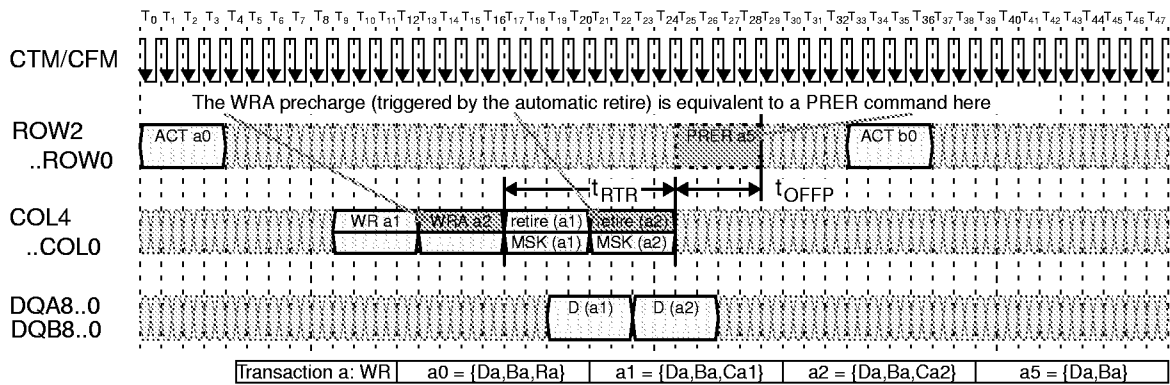 T0 T1 T2 T3 T4 T5 T6 T7 T8 T9 T10 T11 T12 T13 T14 T15 T16 T17 T18 T19 T20 T21 T22 T23 T24 T25 T26 T27 T28 T29 T30 T31 T32 T33 T34 T35 T36 T37 T38 T39 T40 T41 T42 T43 T44 T45 T46 T47
CTM/CFM
The WRA precharge (triggered by the automatic retire) is equivalent to a PRER command here
ROW2 ACT a0 PRER a5 ACT b0
..ROW0
tRTR tOFFP
COL4 WR a1 WRA a2 retire (a1) retire (a2)
..COL0 MSK (a1) MSK (a2)
DQA8..0 D (a1) D (a2)
DQB8..0
Transaction a: WR a0 = {Da,Ba,Ra} a1 = {Da,Ba,Ca1} a2 = {Da,Ba,Ca2} a5 = {Da,Ba}